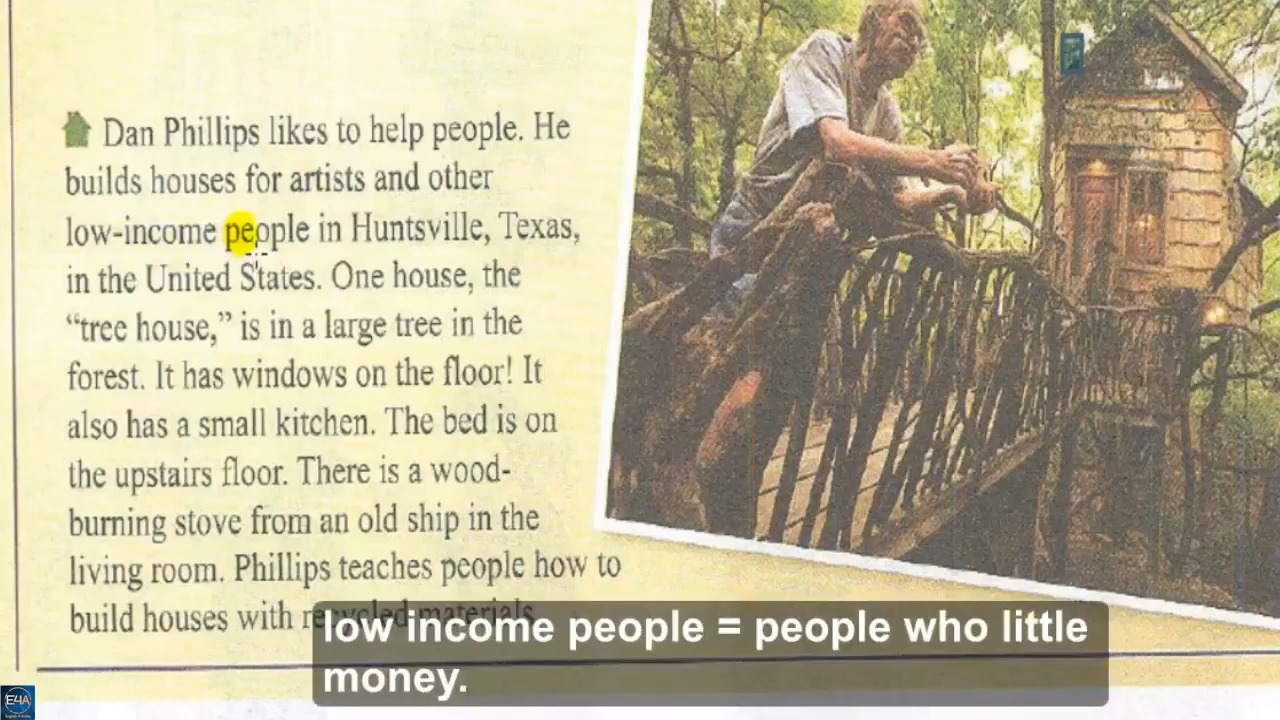 Dan Phillips likes to help people. He
builds houses for artists and other
low-income people in Huntsville, Texas,
in the United States. One house, the
“tree house,” is in a large tree in the
forest. It has windows on the floor! It
also has a small kitchen. The bed is on
the upstairs floor. There is a wood-
burning stove from an old ship in the
living room. Phillips teaches people how to
build houses with recycled materials.
low income people = people who little
money.
E4A